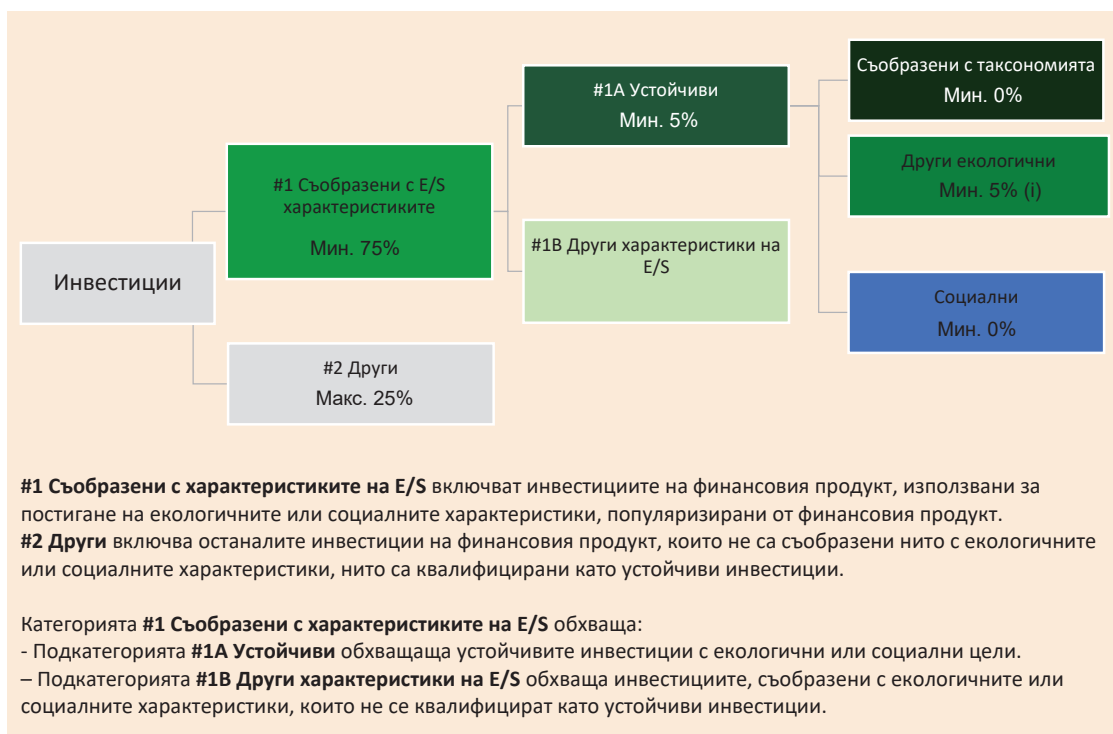 Инвестиции
#1 Съобразени с E/S
характеристиките
Мин. 75%
#2 Други
Макс. 25%
#1A Устойчиви
Мин. 5%
#1B Други характеристики на
E/S
Съобразени с таксономията
Мин. 0%
Други екологични
Мин. 5% (i)
Социални
Мин. 0%
#1 Съобразени с характеристиките на E/S включват инвестициите на финансовия продукт, използвани за
постигане на екологичните или социалните характеристики, популяризирани от финансовия продукт.
#2 Други включва останалите инвестиции на финансовия продукт, които не са съобразени нито с екологичните
или социалните характеристики, нито са квалифицирани като устойчиви инвестиции.
Категорията #1 Съобразени с характеристиките на E/S обхваща:
- Подкатегорията #1A Устойчиви обхващаща устойчивите инвестиции с екологични или социални цели.
– Подкатегорията #1B Други характеристики на E/S обхваща инвестициите, съобразени с екологичните или
социалните характеристики, които не се квалифицират като устойчиви инвестиции.